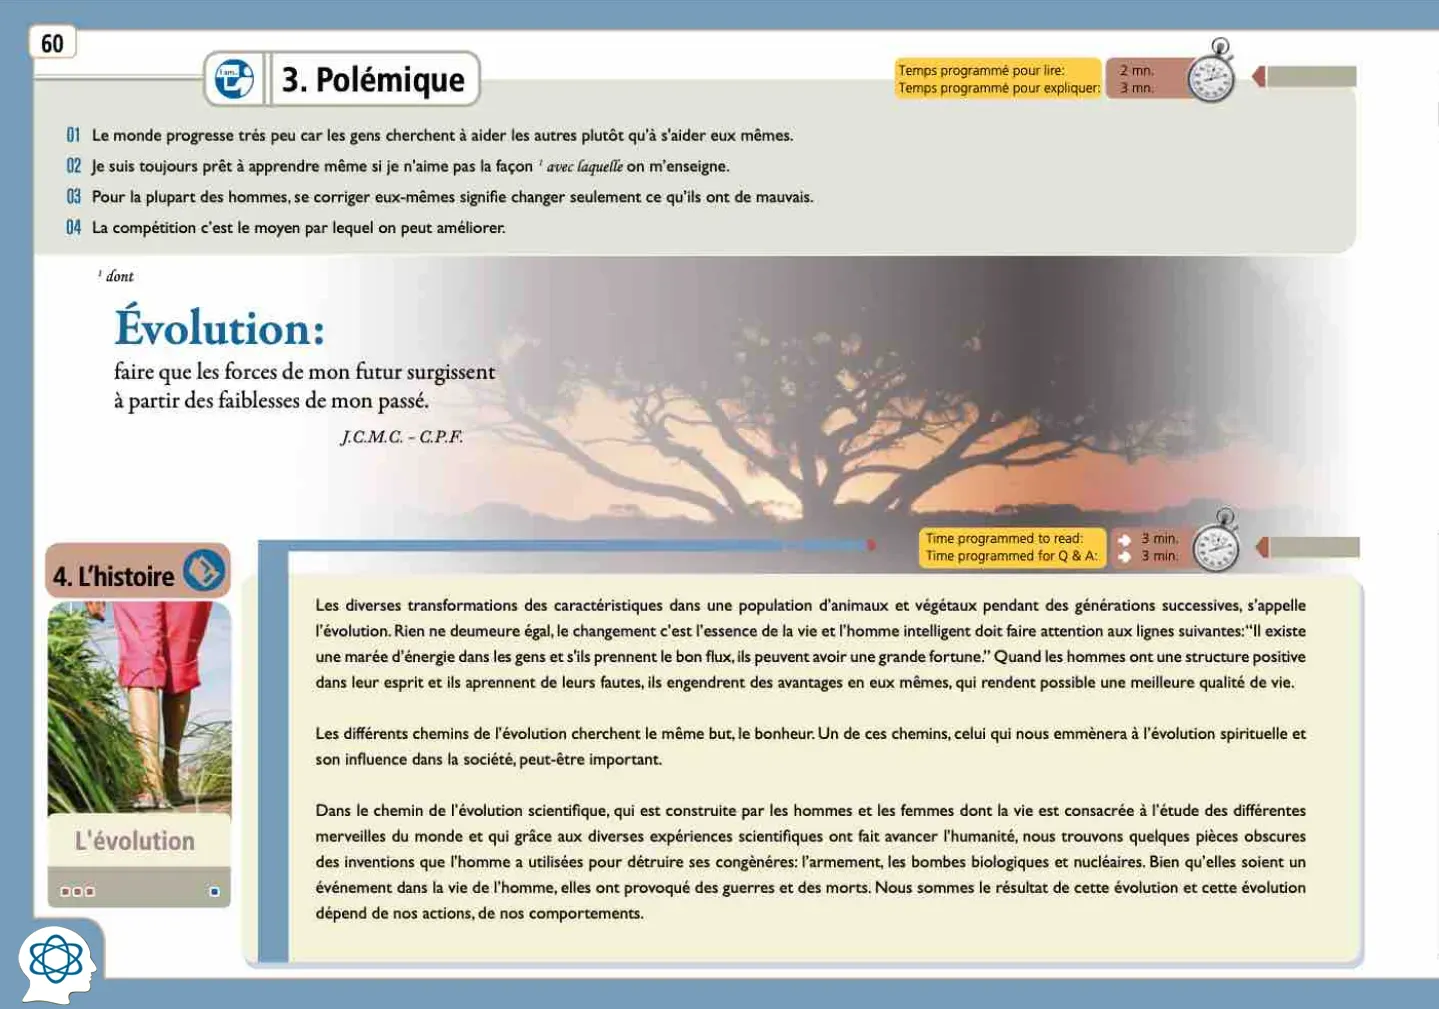 60
3. Polémique
Temps programmé pour lire: 2 mn.
Temps programmé pour expliquer: 3 mn.
01 Le monde progresse trés peu car les gens cherchent à aider les autres plutôt qu'à s'aider eux mêmes.
02 Je suis toujours prêt à apprendre même si je n'aime pas la façon ¹ avec laquelle on m'enseigne.
03 Pour la plupart des hommes, se corriger eux-mêmes signifie changer seulement ce qu'ils ont de mauvais.
04 La compétition c'est le moyen par lequel on peut améliorer.
¹ dont
Évolution:
faire que les forces de mon futur surgissent
à partir des faiblesses de mon passé.
J.C.M.C. - C.P.F.
Time programmed to read: 3 min.
Time programmed for Q & A: 3 min.
4. L'histoire
L'évolution
Les diverses transformations des caractéristiques dans une population d'animaux et végétaux pendant des générations successives, s'appelle
l'évolution. Rien ne deumeure égal, le changement c'est l'essence de la vie et l'homme intelligent doit faire attention aux lignes suivantes:"Il existe
une marée d'énergie dans les gens et s'ils prennent le bon flux, ils peuvent avoir une grande fortune." Quand les hommes ont une structure positive
dans leur esprit et ils aprennent de leurs fautes, ils engendrent des avantages en eux mêmes, qui rendent possible une meilleure qualité de vie.
Les différents chemins de l'évolution cherchent le même but, le bonheur. Un de ces chemins, celui qui nous emmènera à l'évolution spirituelle et
son influence dans la société, peut-être important.
Dans le chemin de l'évolution scientifique, qui est construite par les hommes et les femmes dont la vie est consacrée à l'étude des différentes
merveilles du monde et qui grâce aux diverses expériences scientifiques ont fait avancer l'humanité, nous trouvons quelques pièces obscures
des inventions que l'homme a utilisées pour détruire ses congènéres: l'armement, les bombes biologiques et nucléaires. Bien qu'elles soient un
événement dans la vie de l'homme, elles ont provoqué des guerres et des morts. Nous sommes le résultat de cette évolution et cette évolution
dépend de nos actions, de nos comportements.